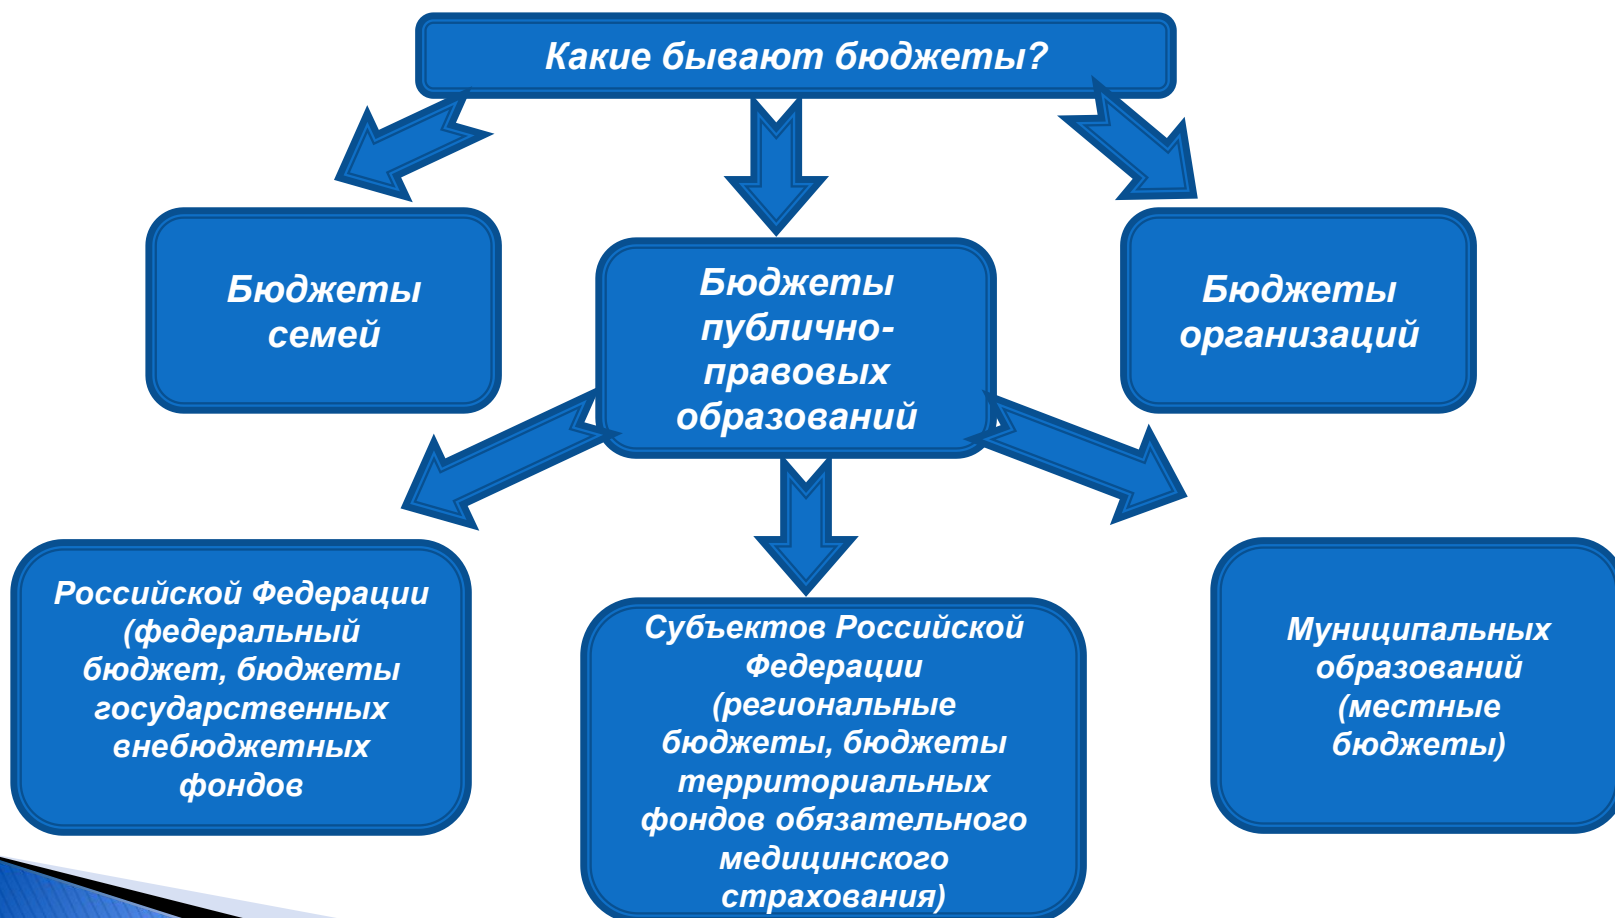 Какие бывают бюджеты?
Бюджеты
семей
Бюджеты
публично-
правовых
образований
Бюджеты
организаций
Российской Федерации
(федеральный
бюджет, бюджеты
государственных
внебюджетных
фондов
Субъектов Российской
Федерации
(региональные
бюджеты, бюджеты
территориальных
фондов обязательного
медицинского
страхования)
Муниципальных
образований
(местные
бюджеты)